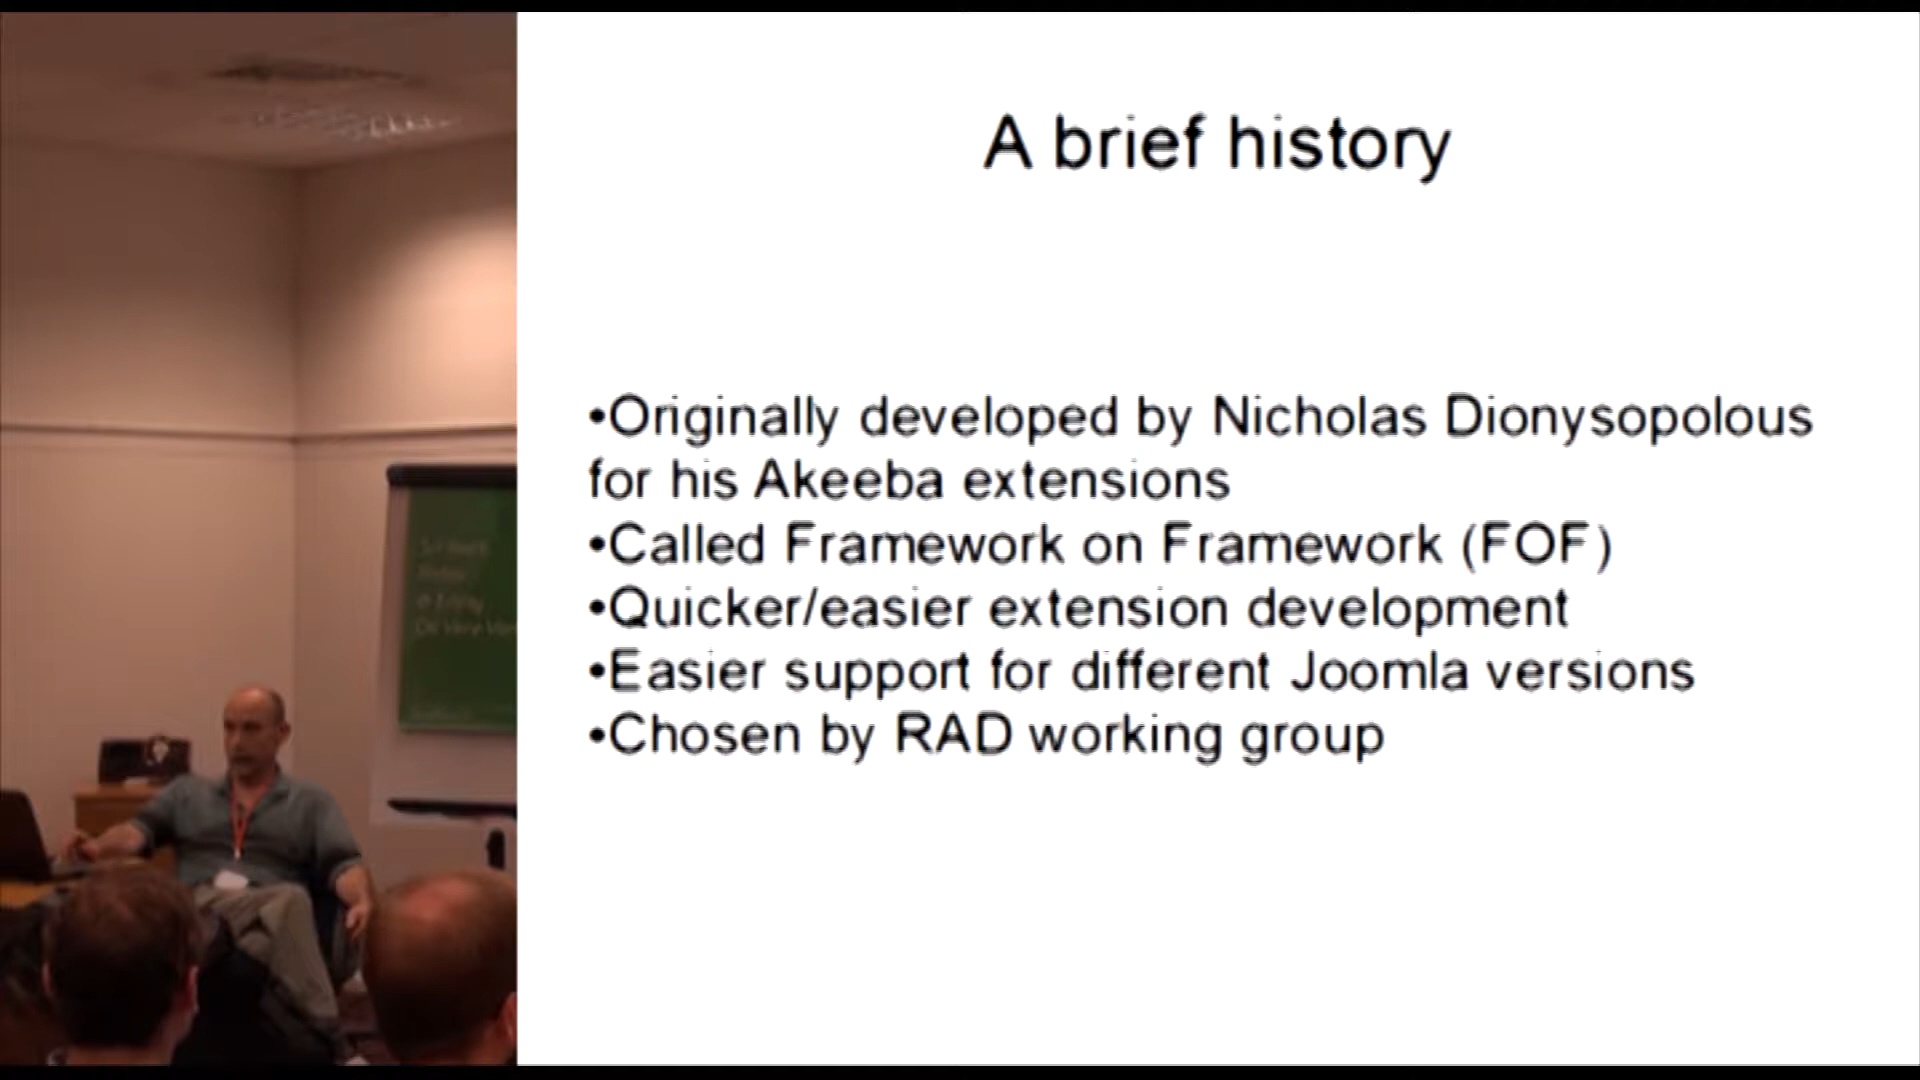 A brief history
•Originally developed by Nicholas Dionysopolous
for his Akeeba extensions
•Called Framework on Framework (FOF)
•Quicker/easier extension development
•Easier support for different Joomla versions
•Chosen by RAD working group